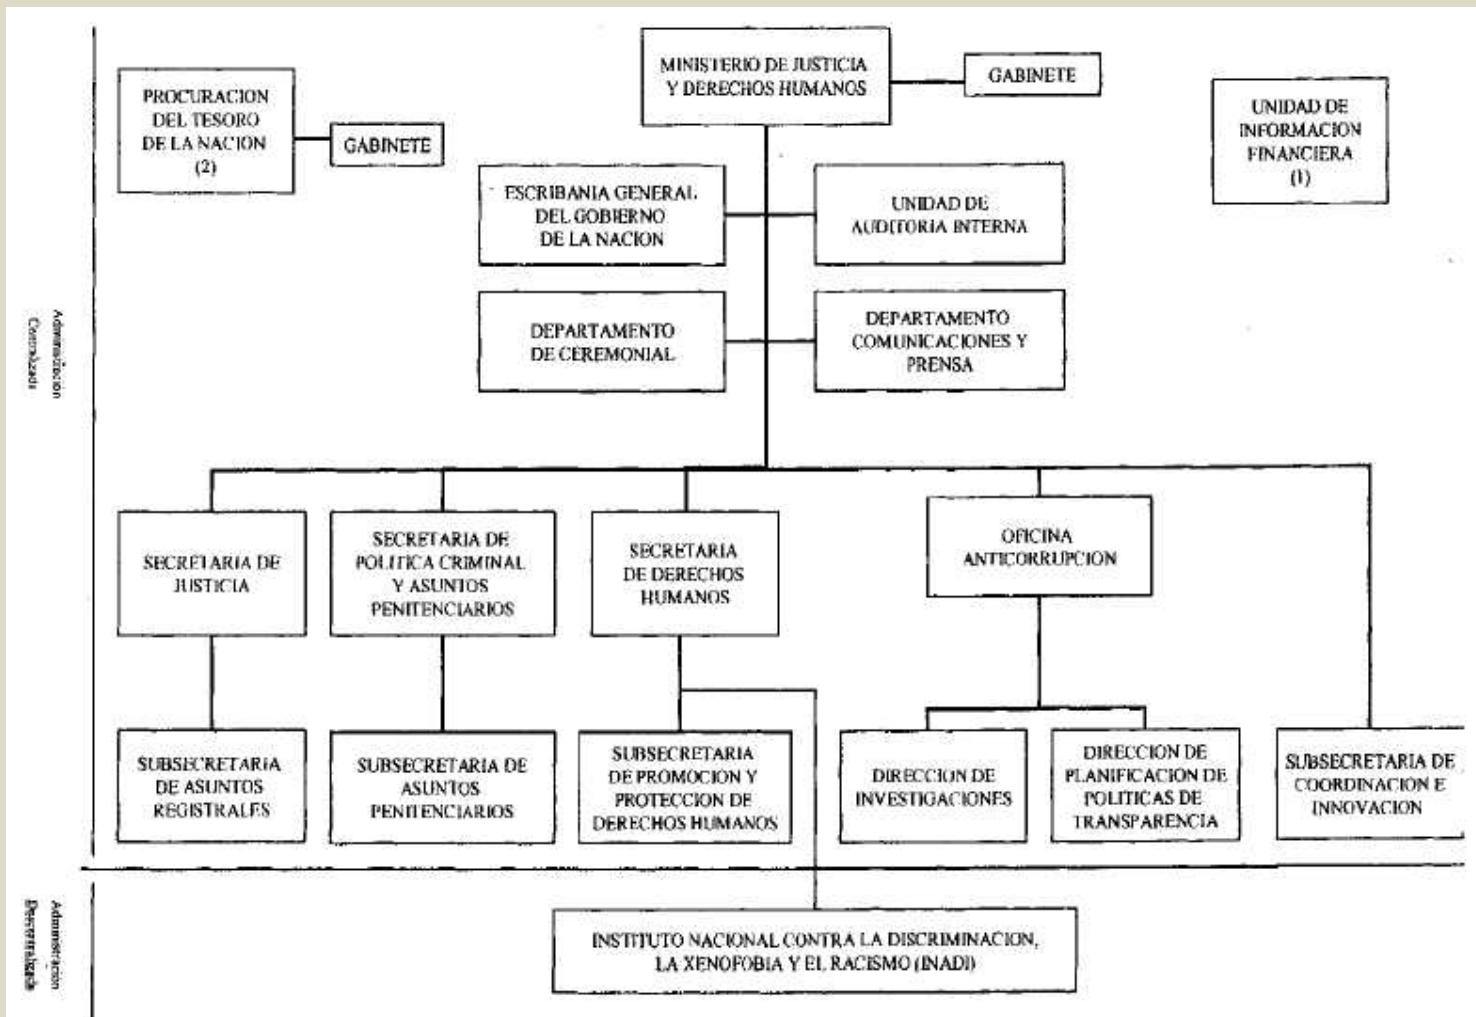 MINISTERIO DE JUSTICIA
Y DERECHOS HUMANOS
GABINETE
PROCURACION
DEL TESORO
DE LA NACION
(2)
GABINETE
UNIDAD DE
INFORMACION
FINANCIERA
(1)
ESCRIBANIA GENERAL
DEL GOBIERNO
DE LA NACION
UNIDAD DE
AUDITORIA INTERNA
DEPARTAMENTO
DE CEREMONIAL
DEPARTAMENTO
COMUNICACIONES Y
PRENSA
Administracion
Centralizada
SECRETARIA DE
JUSTICIA
SECRETARIA DE
POLITICA CRIMINAL
Y ASUNTOS
PENITENCIARIOS
SECRETARIA
DE DERECHOS
HUMANOS
OFICINA
ANTICORRUPCION
SUBSECRETARIA
DE ASUNTOS
REGISTRALES
SUBSECRETARIA DE
ASUNTOS
PENITENCIARIOS
SUBSECRETARIA
DE PROMOCION Y
PROTECCION DE
DERECHOS HUMANOS
DIRECCION DE
INVESTIGACIONES
DIRECCION DE
PLANIFICACION DE
POLITICAS DE
TRANSPARENCIA
SUBSECRETARIA DE
COORDINACION E
INNOVACION
Administración
Descentralizada
INSTITUTO NACIONAL CONTRA LA DISCRIMINACION,
LA XENOFOBIA Y EL RACISMO (INADI)